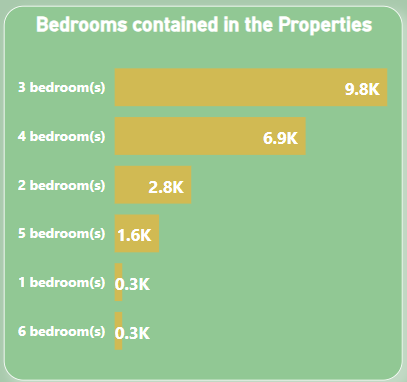 Bedrooms contained in the Properties
3 bedroom(s) 9.8K
4 bedroom(s) 6.9K
2 bedroom(s) 2.8K
5 bedroom(s) 1.6K
1 bedroom(s) 0.3K
6 bedroom(s) 0.3K